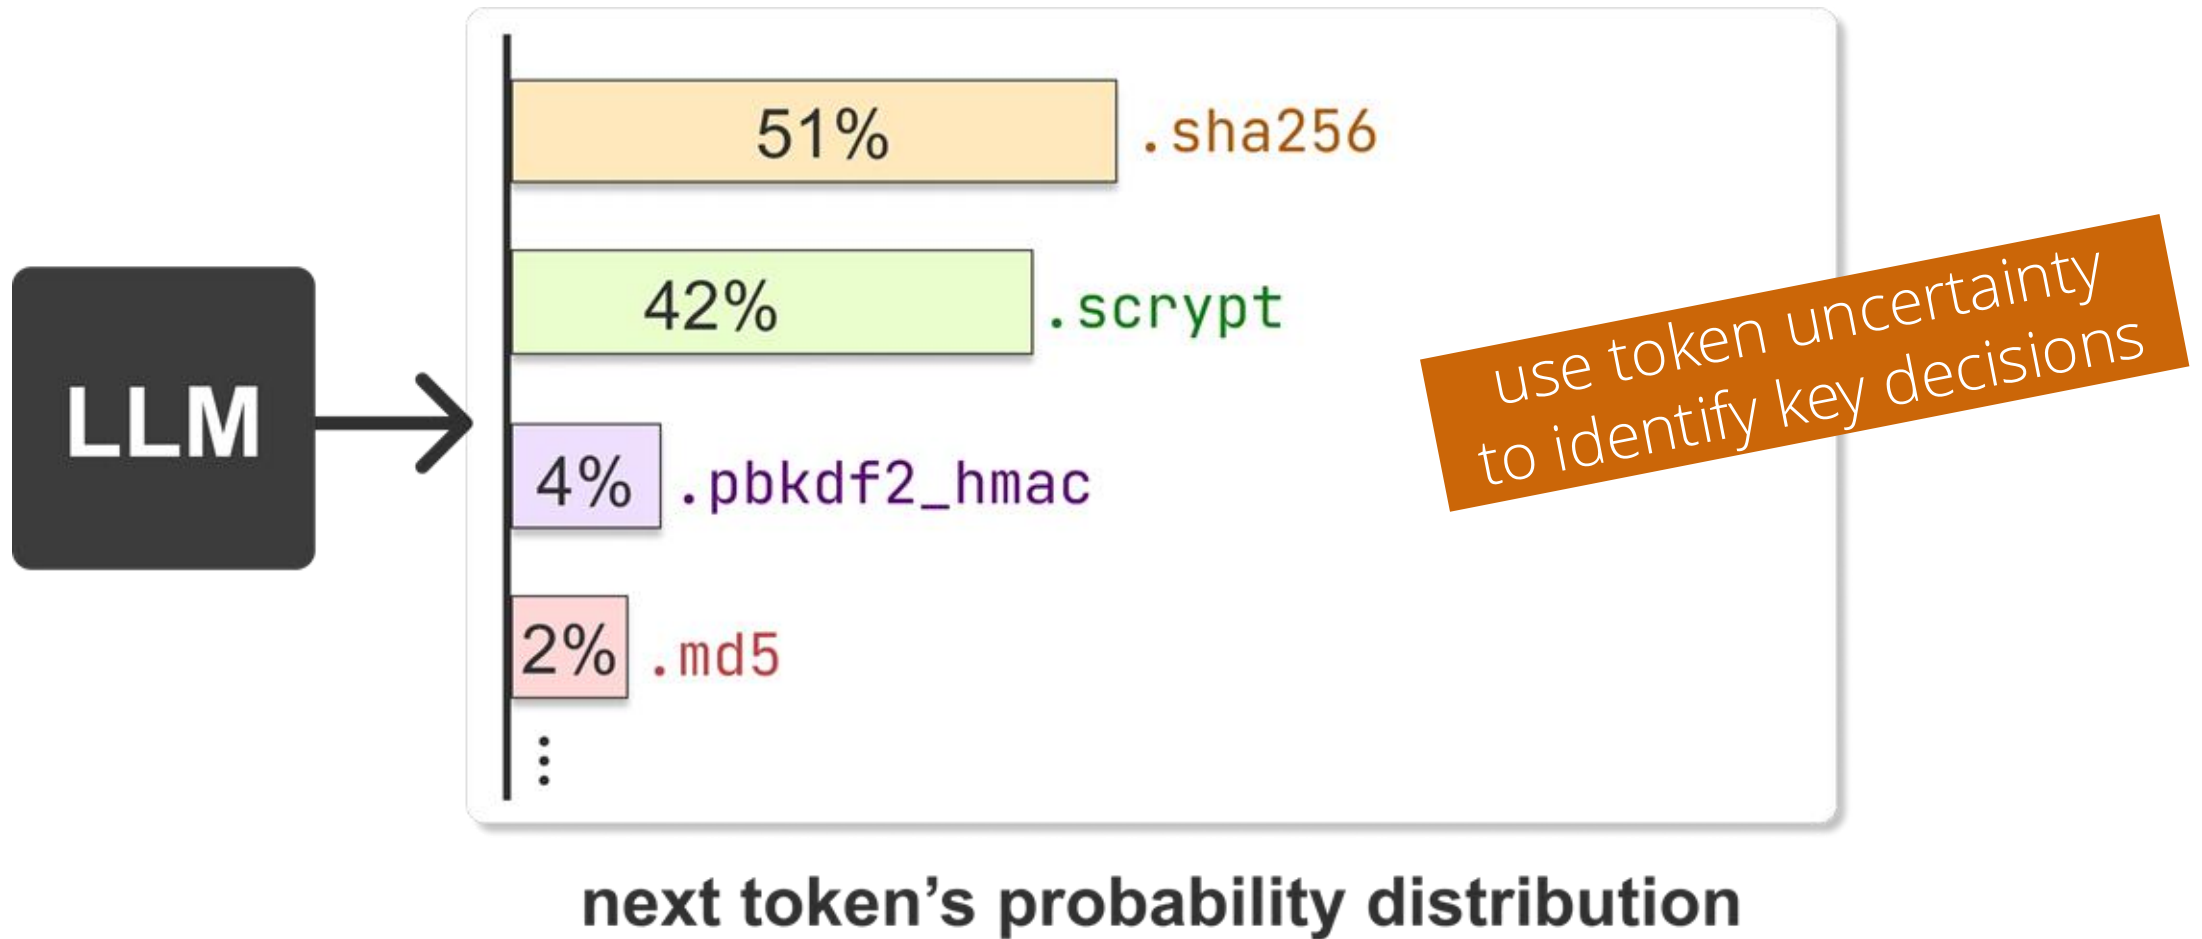 LLM
51% .sha256
42% .scrypt
4% .pbkdf2_hmac
2% .md5
use token uncertainty
to identify key decisions
next token’s probability distribution